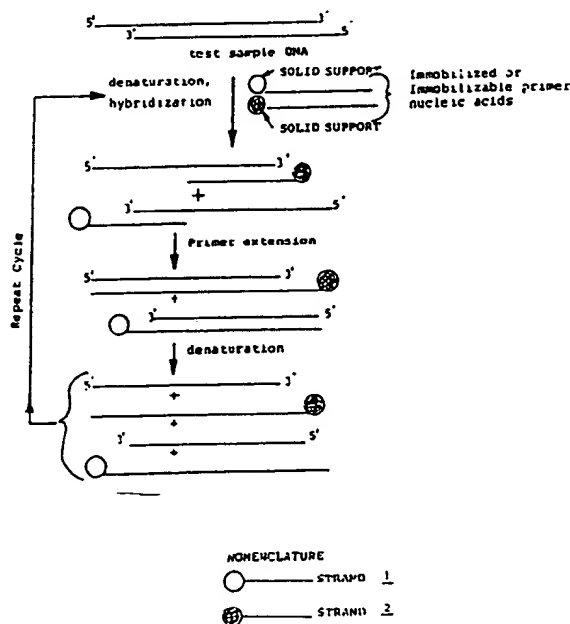 5' 3'
3' 5'
test sample DNA
denaturation,
hybridization
SOLID SUPPORT
SOLID SUPPORT
Immobilized or
Immobilizable primer
nucleic acids
5' 3'
+
3' 5'
Primer extension
5' 3'
+
3' 5'
denaturation
5' 3'
+
+
3' 5'
+
Repeat Cycle
NOMENCLATURE
STRAND 1
STRAND 2